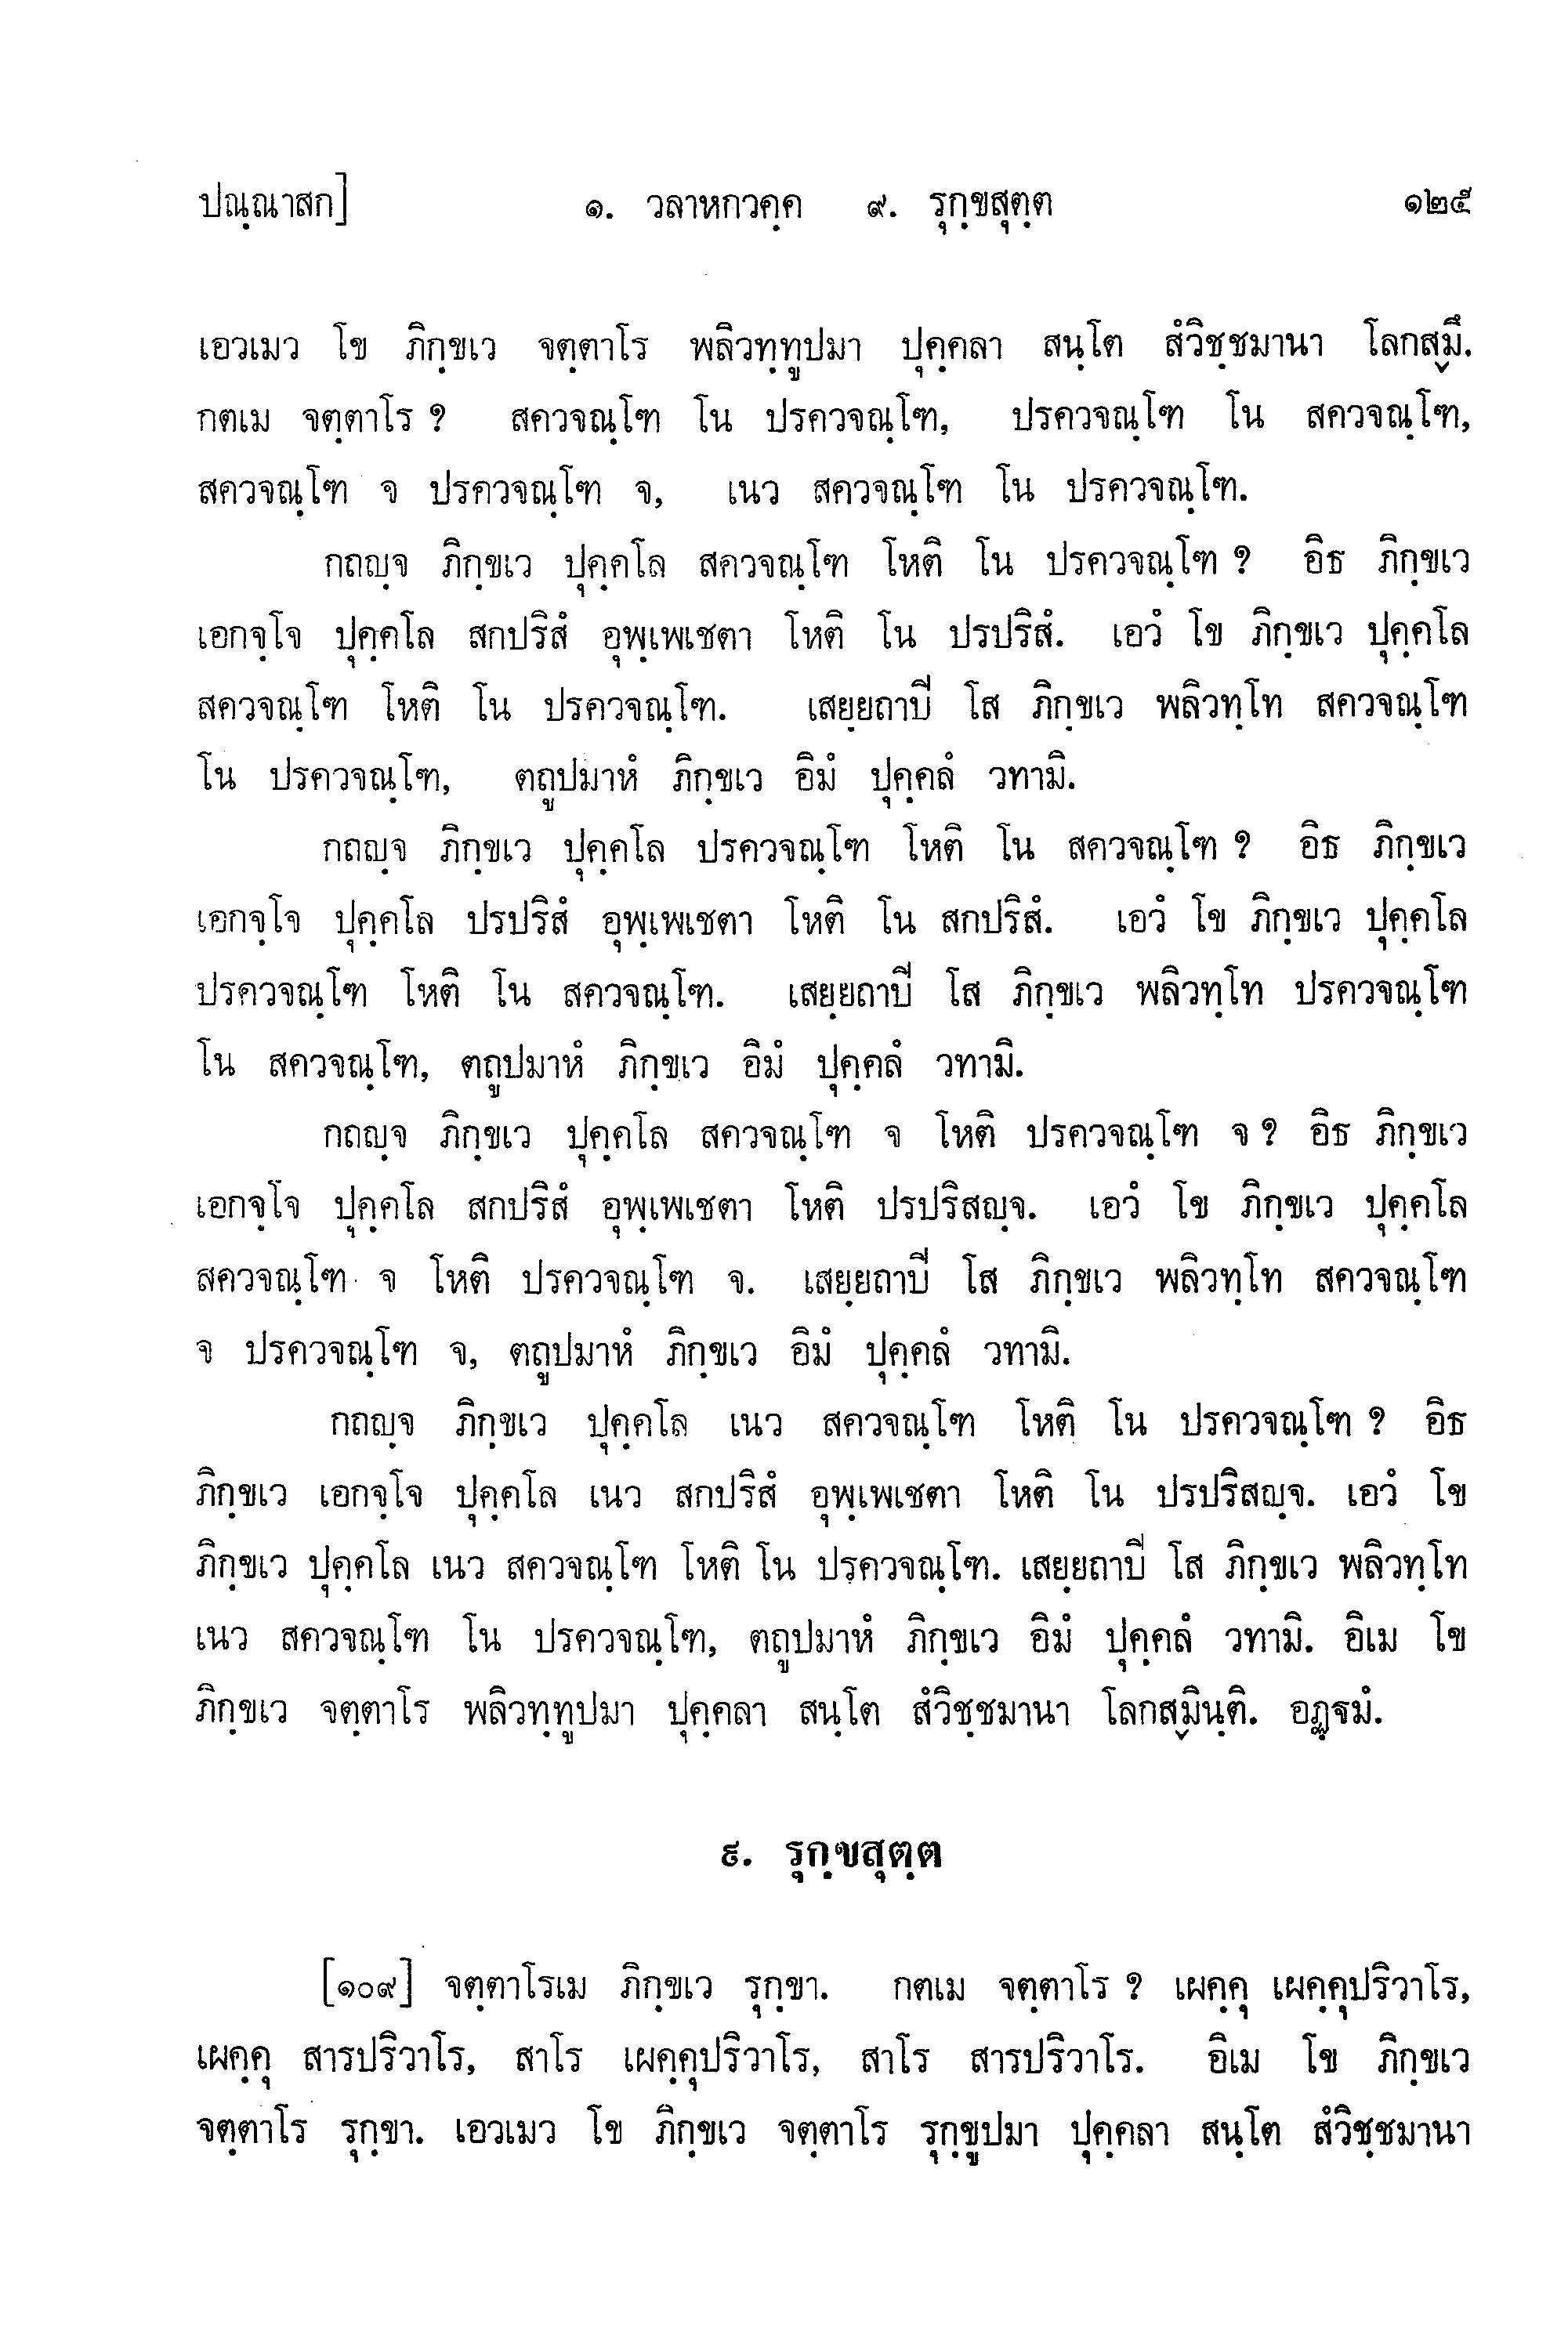 ปณฺณาสก] ๑. วลาหกวคฺค ๙. รุกฺขสุตฺต ๑๒๕
เอวเมว โข ภิกฺขเว จตฺตาโร พลิวทฺทูปมา ปุคฺคลา สนฺโต สํวิชฺชมานา โลกสฺมึ.
กตเม จตฺตาโร ? สควจณฺโฑ โน ปรควจณฺโฑ, ปรควจณฺโฑ โน สควจณฺโฑ,
สควจณฺโฑ จ ปรควจณฺโฑ จ, เนว สควจณฺโฑ โน ปรควจณฺโฑ.
กถญฺจ ภิกฺขเว ปุคฺคโล สควจณฺโฑ โหติ โน ปรควจณฺโฑ ? อิธ ภิกฺขเว
เอกจฺโจ ปุคฺคโล สกปริสํ อุพฺเพเชตา โหติ โน ปรปริสํ. เอวํ โข ภิกฺขเว ปุคฺคโล
สควจณฺโฑ โหติ โน ปรควจณฺโฑ. เสยฺยถาปิ โส ภิกฺขเว พลิวทฺโท สควจณฺโฑ
โน ปรควจณฺโฑ, ตถูปมาหํ ภิกฺขเว อิมํ ปุคฺคลํ วทามิ.
กถญฺจ ภิกฺขเว ปุคฺคโล ปรควจณฺโฑ โหติ โน สควจณฺโฑ ? อิธ ภิกฺขเว
เอกจฺโจ ปุคฺคโล ปรปริสํ อุพฺเพเชตา โหติ โน สกปริสํ. เอวํ โข ภิกฺขเว ปุคฺคโล
ปรควจณฺโฑ โหติ โน สควจณฺโฑ. เสยฺยถาปิ โส ภิกฺขเว พลิวทฺโท ปรควจณฺโฑ
โน สควจณฺโฑ, ตถูปมาหํ ภิกฺขเว อิมํ ปุคฺคลํ วทามิ.
กถญฺจ ภิกฺขเว ปุคฺคโล สควจณฺโฑ จ โหติ ปรควจณฺโฑ จ ? อิธ ภิกฺขเว
เอกจฺโจ ปุคฺคโล สกปริสํ อุพฺเพเชตา โหติ ปรปริสญฺจ. เอวํ โข ภิกฺขเว ปุคฺคโล
สควจณฺโฑ จ โหติ ปรควจณฺโฑ จ. เสยฺยถาปิ โส ภิกฺขเว พลิวทฺโท สควจณฺโฑ
จ ปรควจณฺโฑ จ, ตถูปมาหํ ภิกฺขเว อิมํ ปุคฺคลํ วทามิ.
กถญฺจ ภิกฺขเว ปุคฺคโล เนว สควจณฺโฑ โหติ โน ปรควจณฺโฑ ? อิธ
ภิกฺขเว เอกจฺโจ ปุคฺคโล เนว สกปริสํ อุพฺเพเชตา โหติ โน ปรปริสญฺจ. เอวํ โข
ภิกฺขเว ปุคฺคโล เนว สควจณฺโฑ โหติ โน ปรควจณฺโฑ. เสยฺยถาปิ โส ภิกฺขเว พลิวทฺโท
เนว สควจณฺโฑ โน ปรควจณฺโฑ, ตถูปมาหํ ภิกฺขเว อิมํ ปุคฺคลํ วทามิ. อิเม โข
ภิกฺขเว จตฺตาโร พลิวทฺทูปมา ปุคฺคลา สนฺโต สํวิชฺชมานา โลกสฺมินฺติ. อฏฺฐมํ.
๙. รุกฺขสุตฺต
[๑๐๙] จตฺตาโรเม ภิกฺขเว รุกฺขา. กตเม จตฺตาโร ? เผคฺคุ เผคฺคุปริวาโร,
เผคฺคุ สารปริวาโร, สาโร เผคฺคุปริวาโร, สาโร สารปริวาโร. อิเม โข ภิกฺขเว
จตฺตาโร รุกฺขา. เอวเมว โข ภิกฺขเว จตฺตาโร รุกฺขูปมา ปุคฺคลา สนฺโต สํวิชฺชมานา